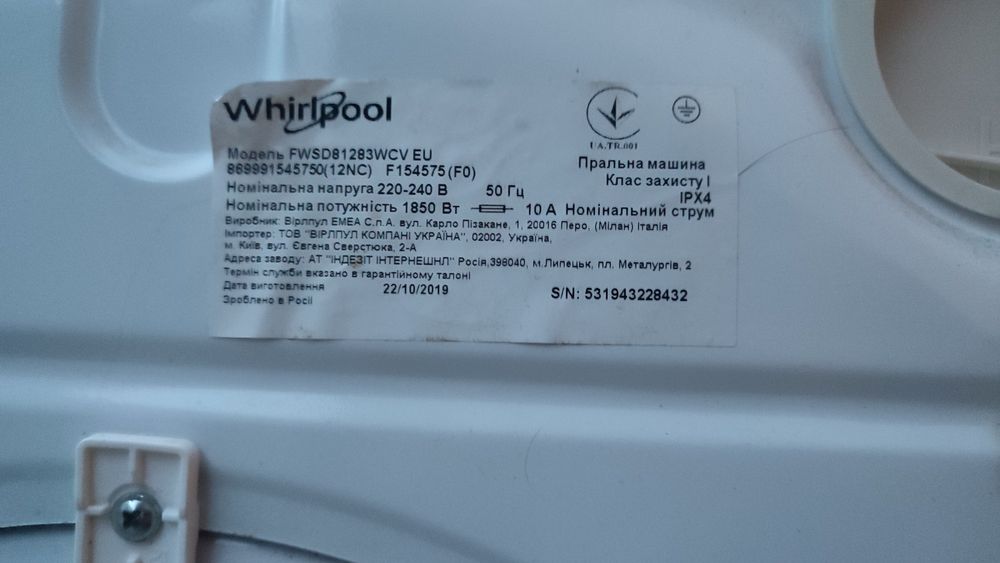 Whirlpool
UA.TR.001
Модель FWSD81283WCV EU
869991545750(12NC) F154575(F0)
Номінальна напруга 220-240 В 50 Гц
Номінальна потужність 1850 Вт 10 А Номінальний струм
Пральна машина
Клас захисту I
IPX4
Виробник: Вірлпул ЕМЕА С.п.А. вул. Карло Пізакане, 1, 20016 Перо, (Мілан) Італія
Імпортер: ТОВ "ВІРЛПУЛ КОМПАНІ УКРАЇНА", 02002, Україна,
м. Київ, вул. Євгена Сверстюка, 2-А
Адреса заводу: АТ "ІНДЕЗІТ ІНТЕРНЕШНЛ" Росія,398040, м.Липецьк, пл. Металургів, 2
Термін служби вказано в гарантійному талоні
Дата виготовлення 22/10/2019 S/N: 531943228432
Зроблено в Росії